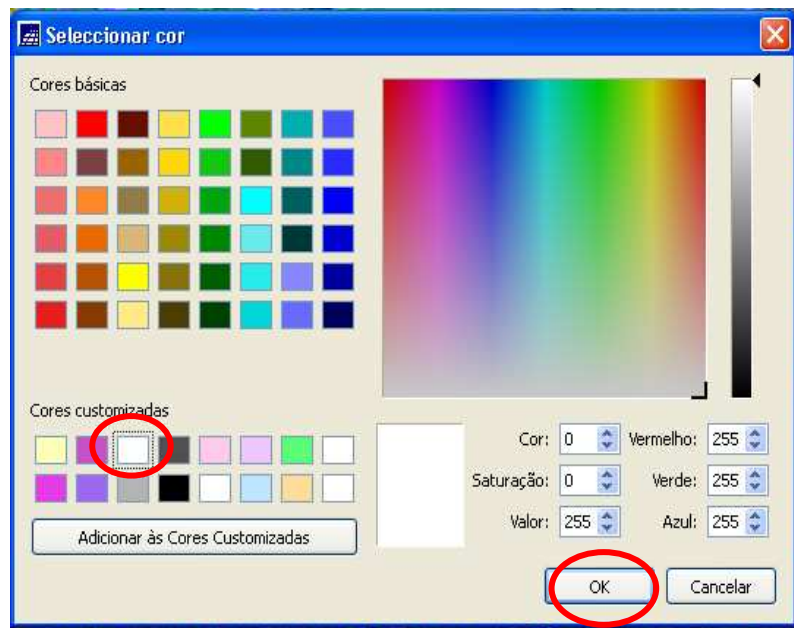 Seleccionar cor
Cores básicas
Cores customizadas
Cor: 0 Vermelho: 255
Saturação: 0 Verde: 255
Valor: 255 Azul: 255
Adicionar às Cores Customizadas
OK Cancelar